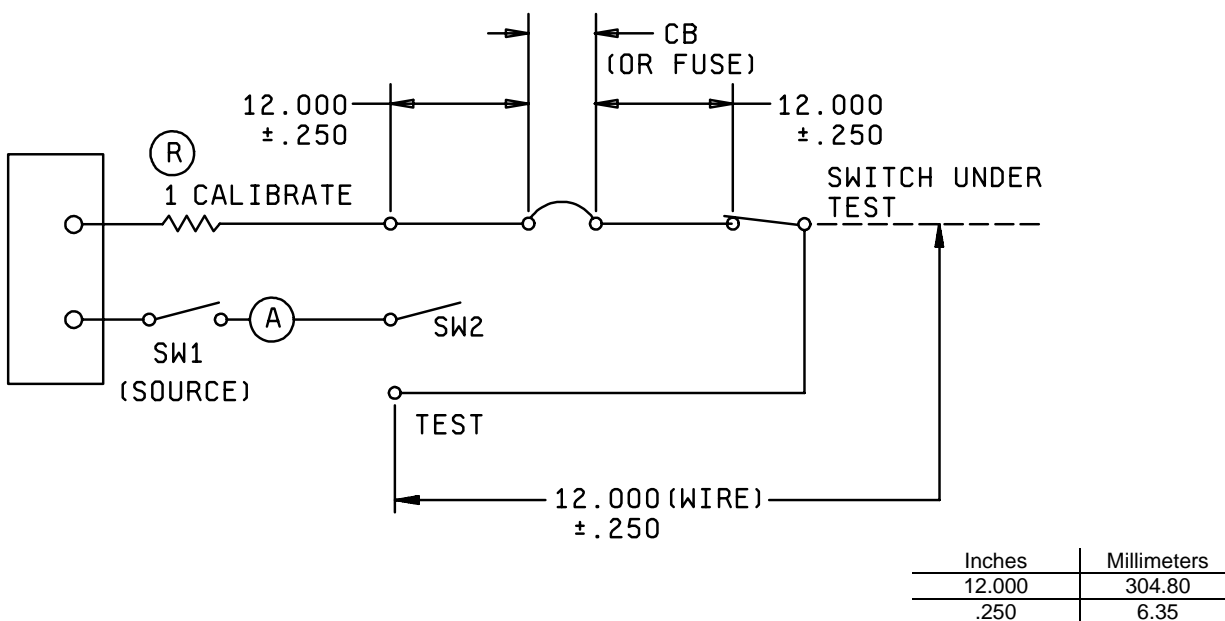 CB
(OR FUSE)
12.000
±.250
12.000
±.250
R
1 CALIBRATE
SWITCH UNDER
TEST
A
SW2
SW1
(SOURCE)
TEST
12.000(WIRE)
±.250
Inches Millimeters
12.000 304.80
.250 6.35